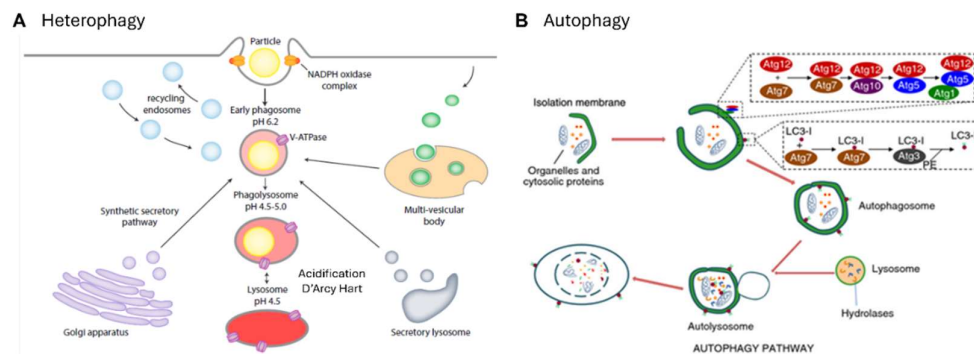 A Heterophagy
Particle
NADPH oxidase
complex
recycling
endosomes
Early phagosome
pH 6.2
V-ATPase
Synthetic secretory
pathway
Phagolysosome
pH 4.5-5.0
Multi-vesicular
body
Acidification
D'Arcy Hart
Lysosome
pH 4.5
Golgi apparatus
Secretory lysosome
B Autophagy
Atg12
+
Atg7
Atg12
Atg7
Atg12
Atg10
Atg12
Atg5
Atg12
Atg5
Atg1
Isolation membrane
Organelles and
cytosolic proteins
LC3-I
+
Atg7
LC3-I
Atg7
LC3-I
Atg3
PE
LC3-
Autophagosome
Lysosome
Hydrolases
Autolysosome
AUTOPHAGY PATHWAY